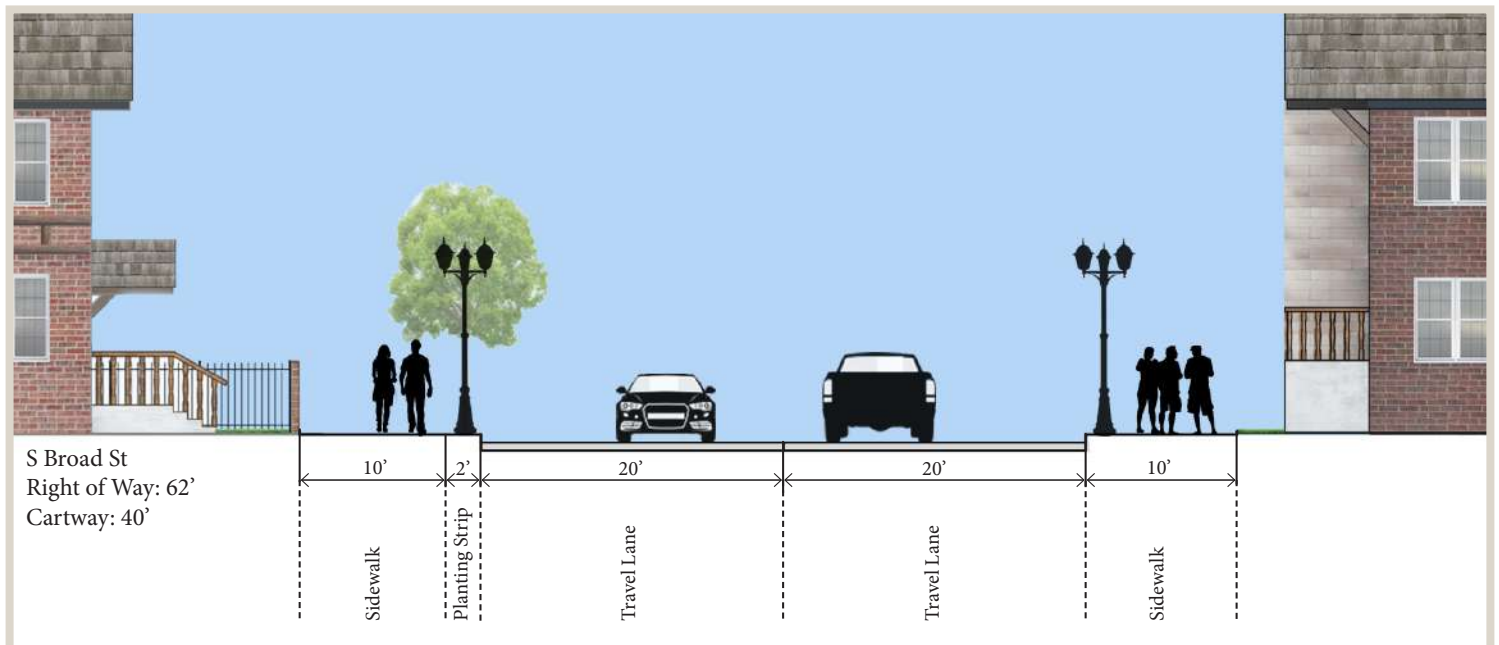 S Broad St
Right of Way: 62’
Cartway: 40’
10’
2’
20’
20’
10’
Sidewalk
Planting Strip
Travel Lane
Travel Lane
Sidewalk